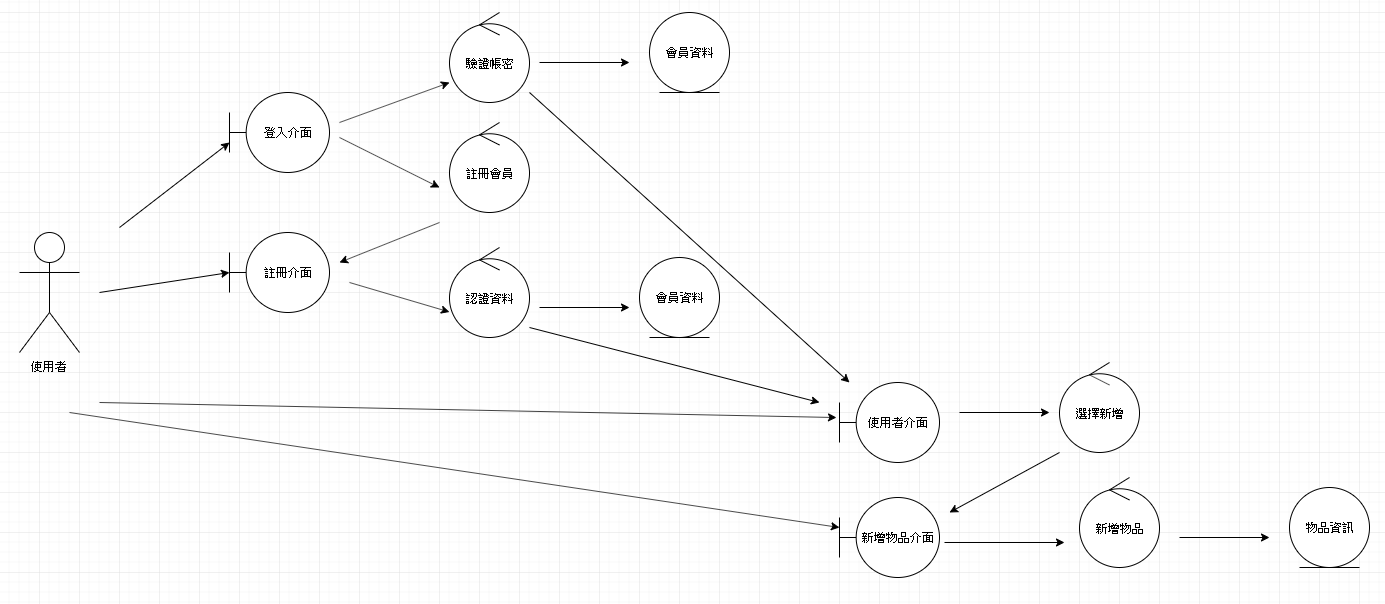 會員資料
驗證帳密
登入介面
註冊會員
註冊介面
認證資料
會員資料
使用者
使用者介面
選擇新增
新增物品介面
新增物品
物品資訊